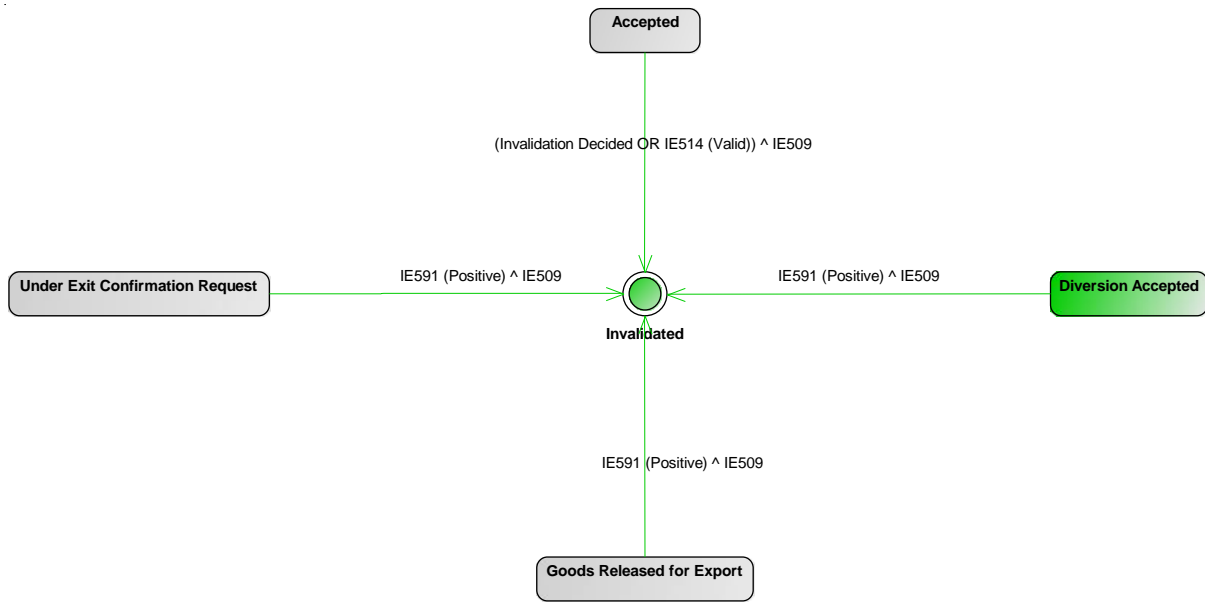 Accepted
(Invalidation Decided OR IE514 (Valid)) ^ IE509
Under Exit Confirmation Request
IE591 (Positive) ^ IE509
IE591 (Positive) ^ IE509
Diversion Accepted
Invalidated
IE591 (Positive) ^ IE509
Goods Released for Export